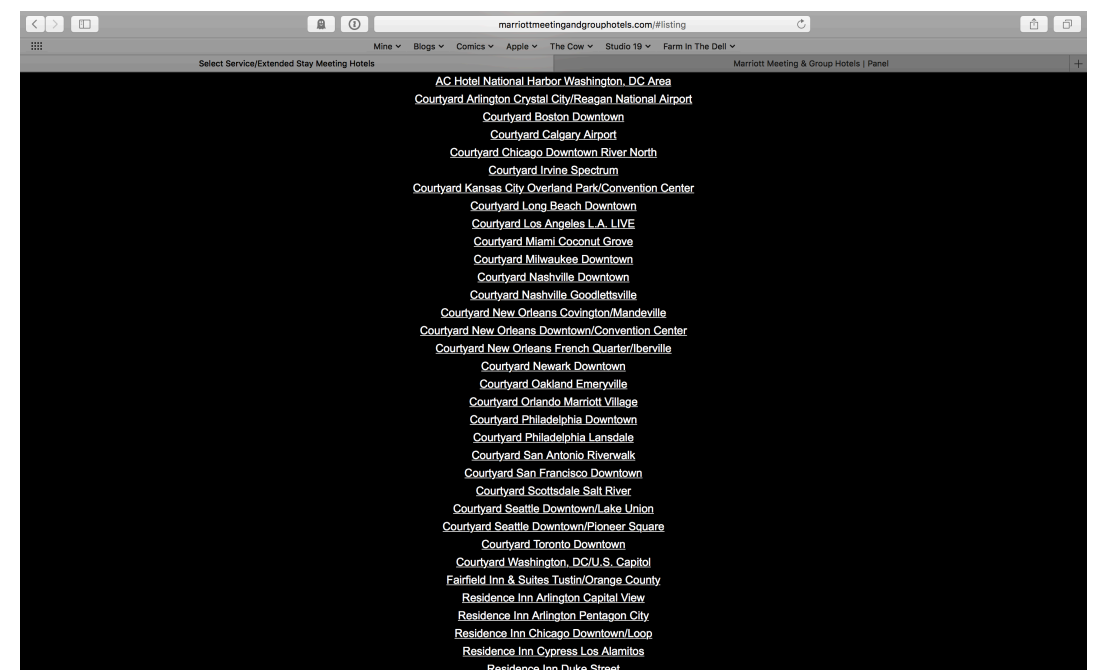 marriottmeetingandgrouphotels.com/#listing
Mine Blogs Comics Apple The Cow Studio 19 Farm In The Dell
Select Service/Extended Stay Meeting Hotels Marriott Meeting & Group Hotels | Panel
AC Hotel National Harbor Washington, DC Area
Courtyard Arlington Crystal City/Reagan National Airport
Courtyard Boston Downtown
Courtyard Calgary Airport
Courtyard Chicago Downtown River North
Courtyard Irvine Spectrum
Courtyard Kansas City Overland Park/Convention Center
Courtyard Long Beach Downtown
Courtyard Los Angeles L.A. LIVE
Courtyard Miami Coconut Grove
Courtyard Milwaukee Downtown
Courtyard Nashville Downtown
Courtyard Nashville Goodlettsville
Courtyard New Orleans Covington/Mandeville
Courtyard New Orleans Downtown/Convention Center
Courtyard New Orleans French Quarter/Iberville
Courtyard Newark Downtown
Courtyard Oakland Emeryville
Courtyard Orlando Marriott Village
Courtyard Philadelphia Downtown
Courtyard Philadelphia Lansdale
Courtyard San Antonio Riverwalk
Courtyard San Francisco Downtown
Courtyard Scottsdale Salt River
Courtyard Seattle Downtown/Lake Union
Courtyard Seattle Downtown/Pioneer Square
Courtyard Toronto Downtown
Courtyard Washington, DC/U.S. Capitol
Fairfield Inn & Suites Tustin/Orange County
Residence Inn Arlington Capital View
Residence Inn Arlington Pentagon City
Residence Inn Chicago Downtown/Loop
Residence Inn Cypress Los Alamitos
Residence Inn Duke Street